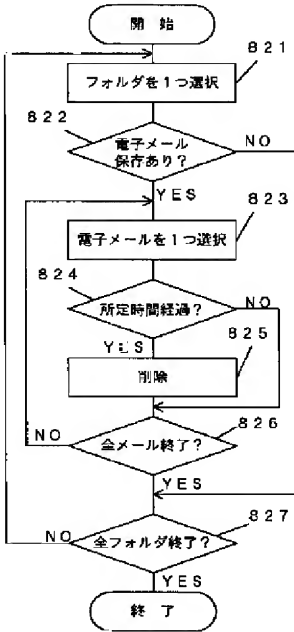 開始
821
フォルダを1つ選択
822
電子メール
保存あり?
NO
YES
823
電子メールを1つ選択
824
所定時間経過?
NO
YES
825
削除
826
全メール終了?
NO
YES
827
全フォルダ終了?
NO
YES
終了